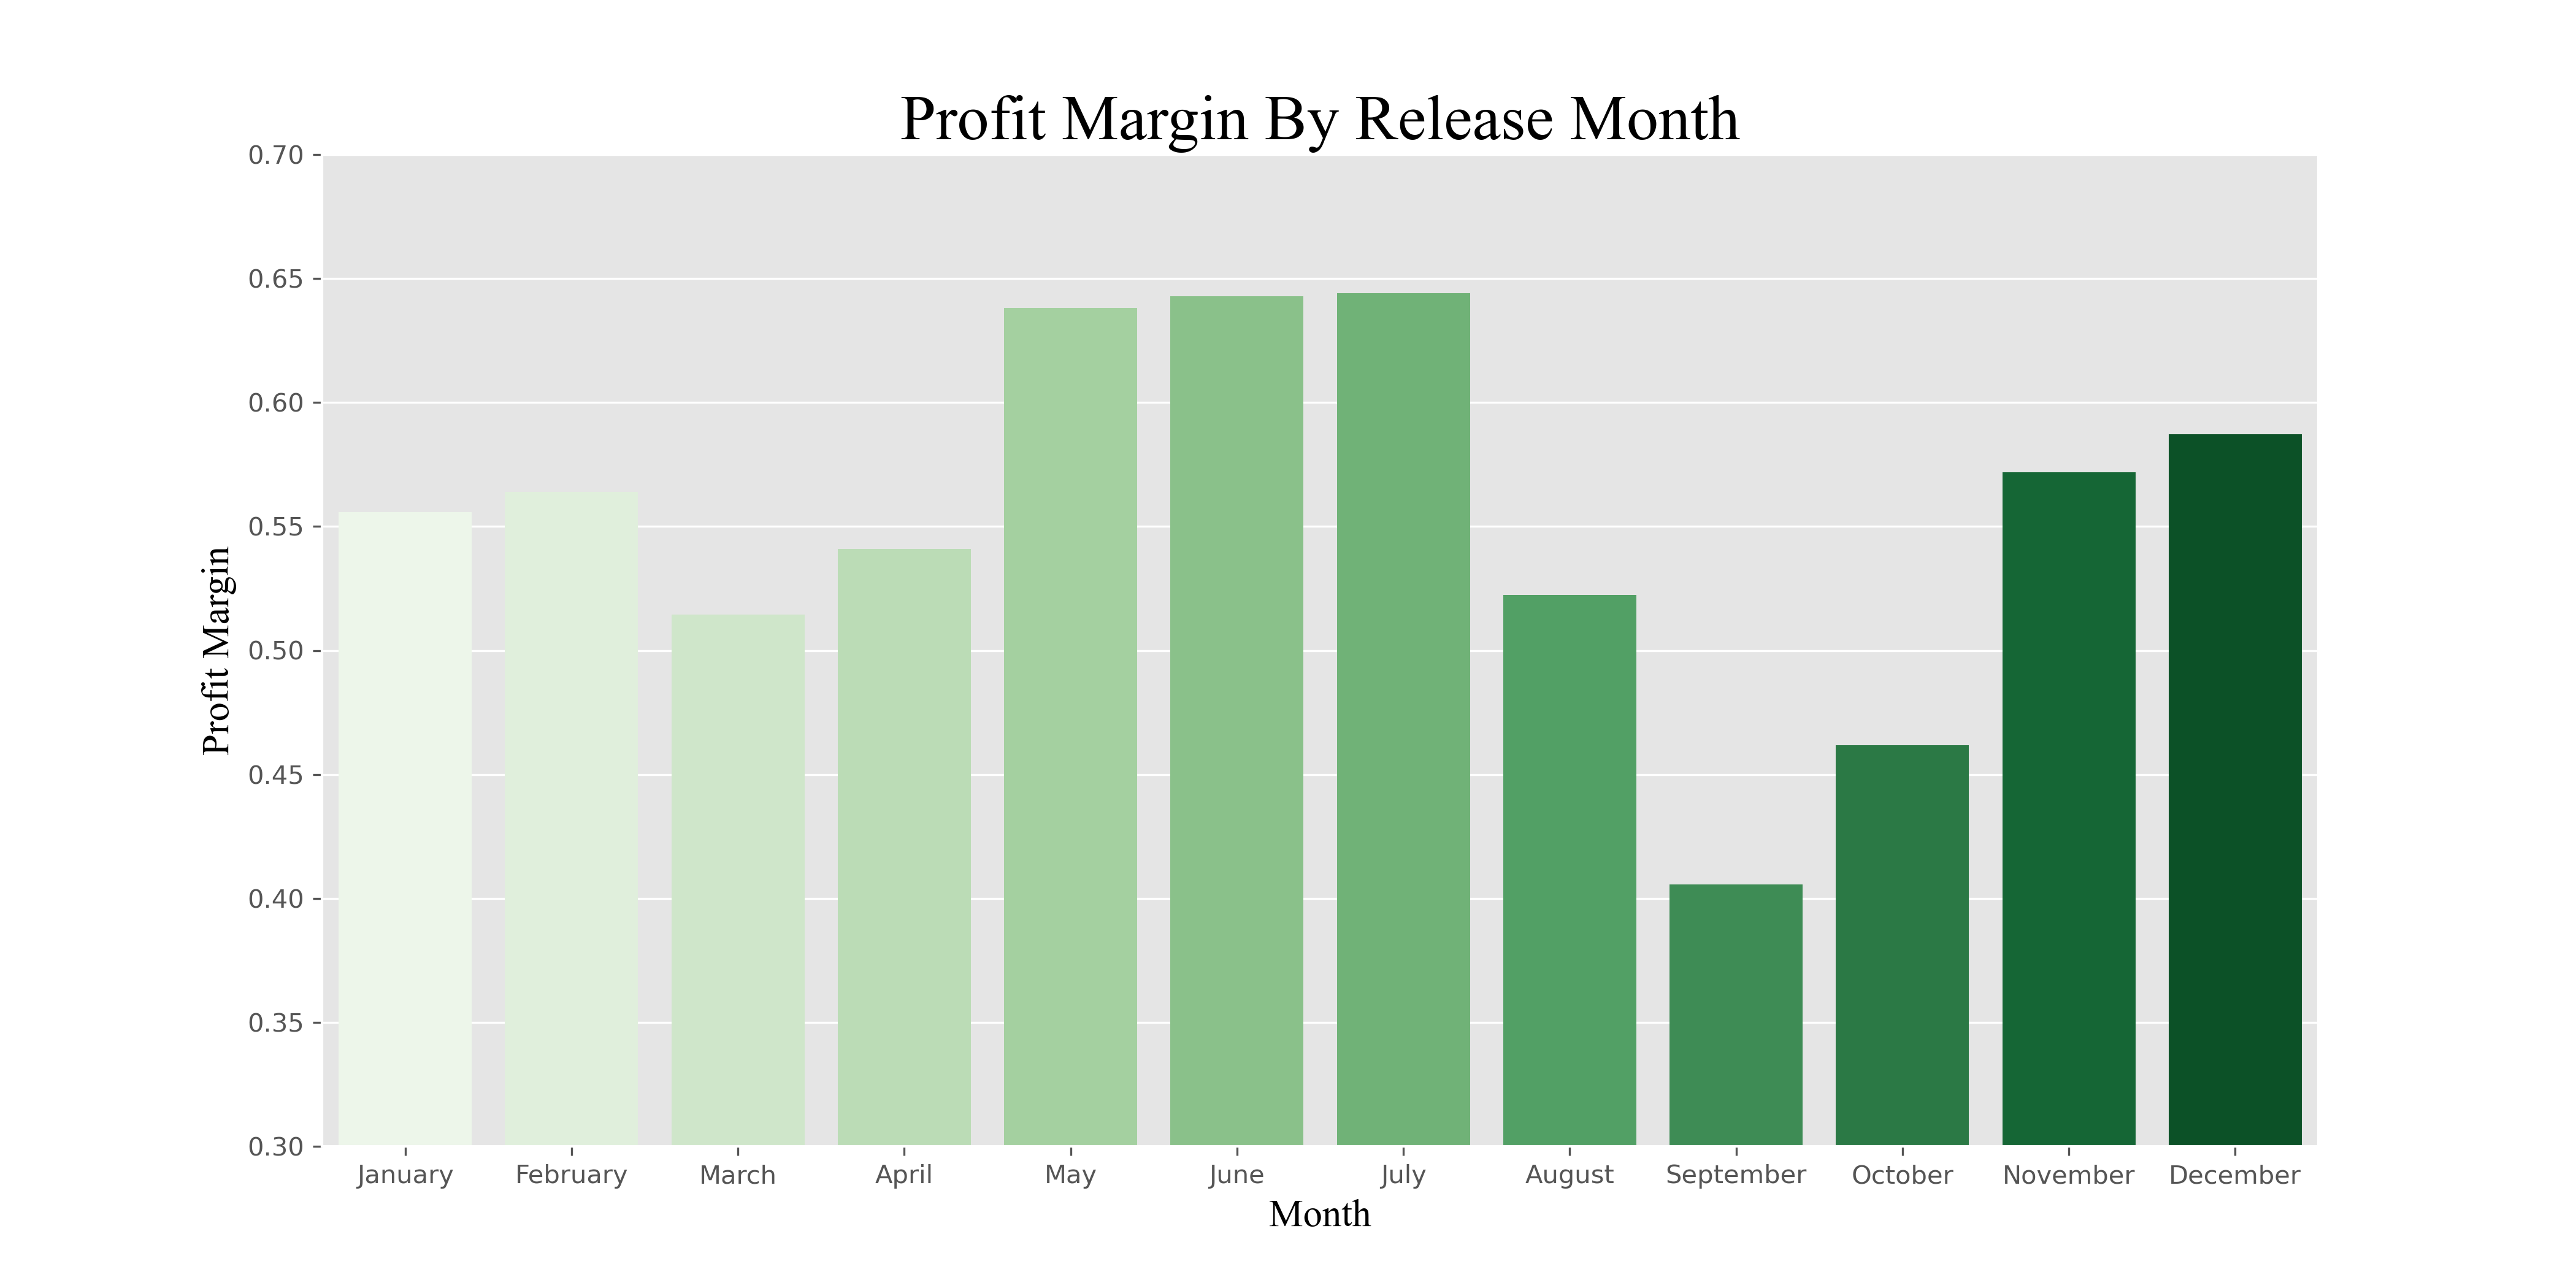 Profit Margin By Release Month
0.70
0.65
0.60
0.55
0.50
0.45
0.40
0.35
0.30
Profit Margin
January February March April May June July August September October November December
Month